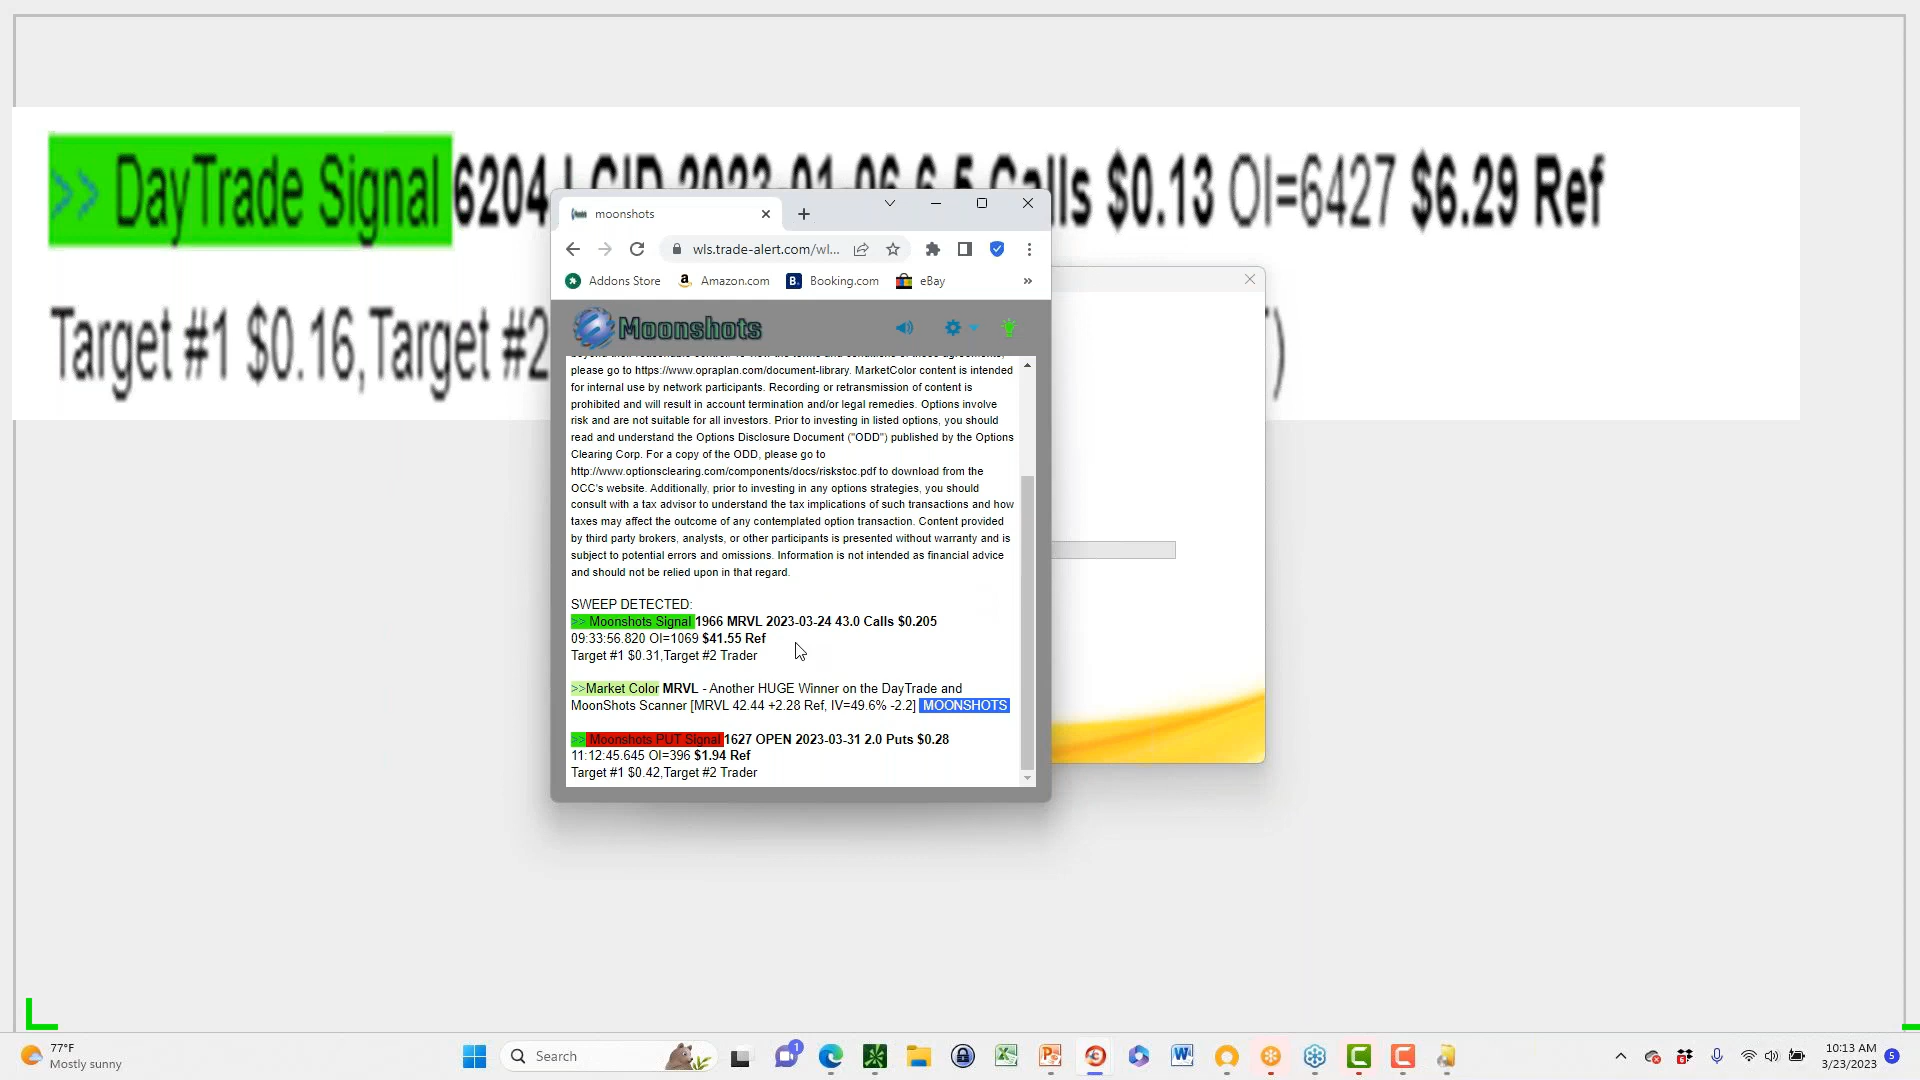 >> DayTrade Signal 6204 LCID 2023-01-06 6.5 Calls $0.13 OI=6427 $6.29 Ref
Target #1 $0.16,Target #2
moonshots
wls.trade-alert.com/wl...
Addons Store
Amazon.com
Booking.com
eBay
»
Moonshots
please go to https://www.opraplan.com/document-library. MarketColor content is intended
for internal use by network participants. Recording or retransmission of content is
prohibited and will result in account termination and/or legal remedies. Options involve
risk and are not suitable for all investors. Prior to investing in listed options, you should
read and understand the Options Disclosure Document ("ODD") published by the Options
Clearing Corp. For a copy of the ODD, please go to
http://www.optionsclearing.com/components/docs/riskstoc.pdf to download from the
OCC's website. Additionally, prior to investing in any options strategies, you should
consult with a tax advisor to understand the tax implications of such transactions and how
taxes may affect the outcome of any contemplated option transaction. Content provided
by third party brokers, analysts, or other participants is presented without warranty and is
subject to potential errors and omissions. Information is not intended as financial advice
and should not be relied upon in that regard.
SWEEP DETECTED:
>> Moonshots Signal 1966 MRVL 2023-03-24 43.0 Calls $0.205
09:33:56.820 OI=1069 $41.55 Ref
Target #1 $0.31,Target #2 Trader
>>Market Color MRVL - Another HUGE Winner on the DayTrade and
MoonShots Scanner [MRVL 42.44 +2.28 Ref, IV=49.6% -2.2] MOONSHOTS
>> Moonshots PUT Signal 1627 OPEN 2023-03-31 2.0 Puts $0.28
11:12:45.645 OI=396 $1.94 Ref
Target #1 $0.42,Target #2 Trader
77°F
Mostly sunny
Search
1
10:13 AM
3/23/2023
5